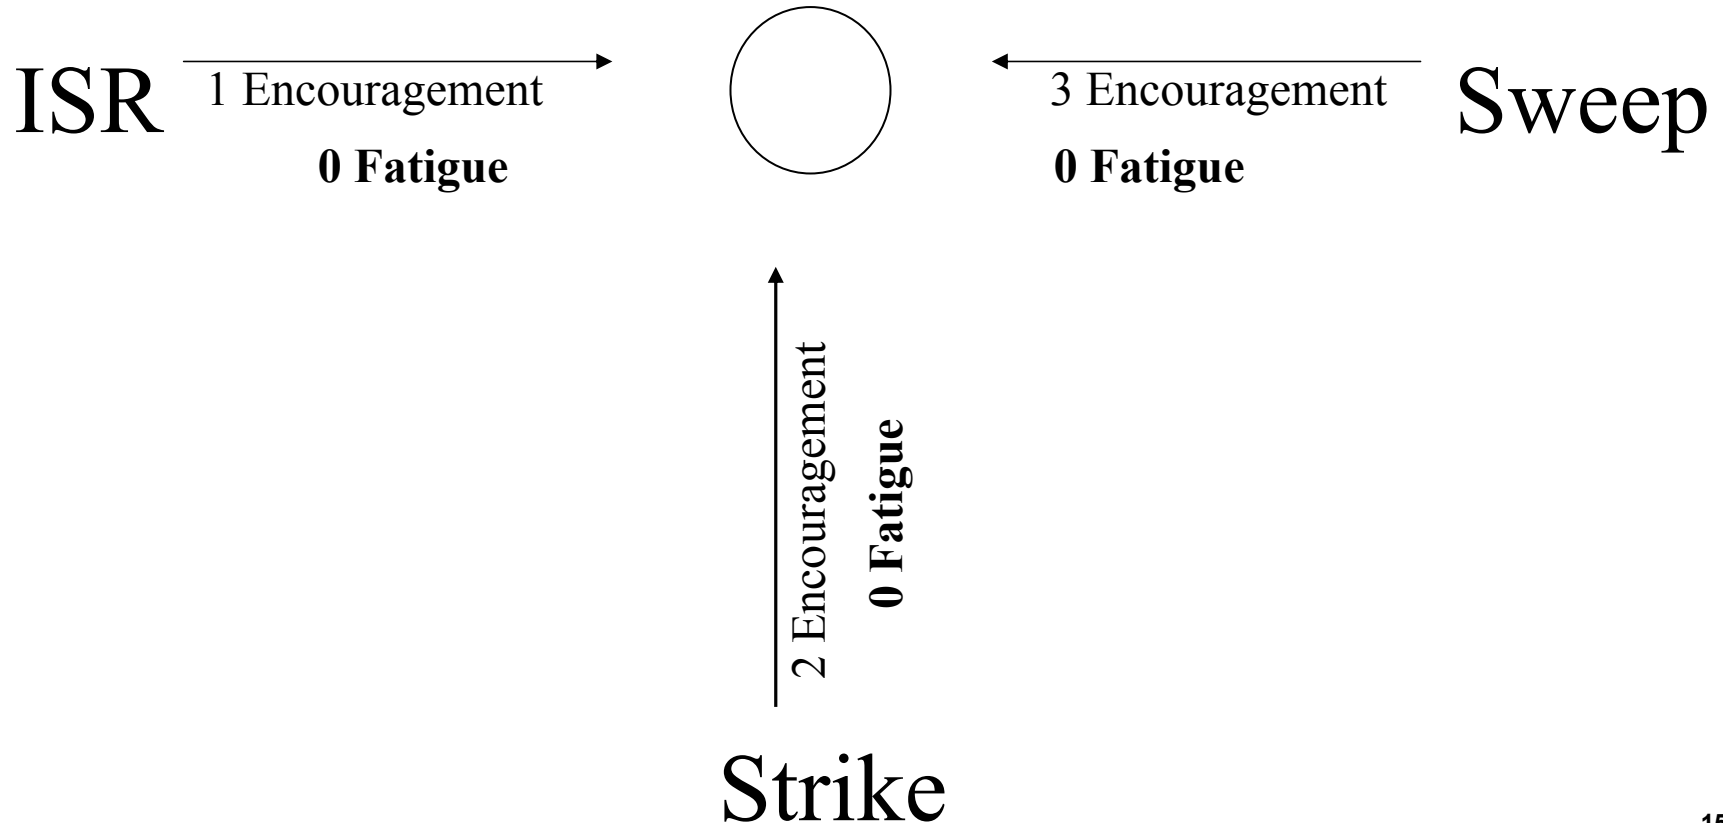 ISR
1 Encouragement
0 Fatigue
3 Encouragement
0 Fatigue
Sweep
2 Encouragement
0 Fatigue
Strike